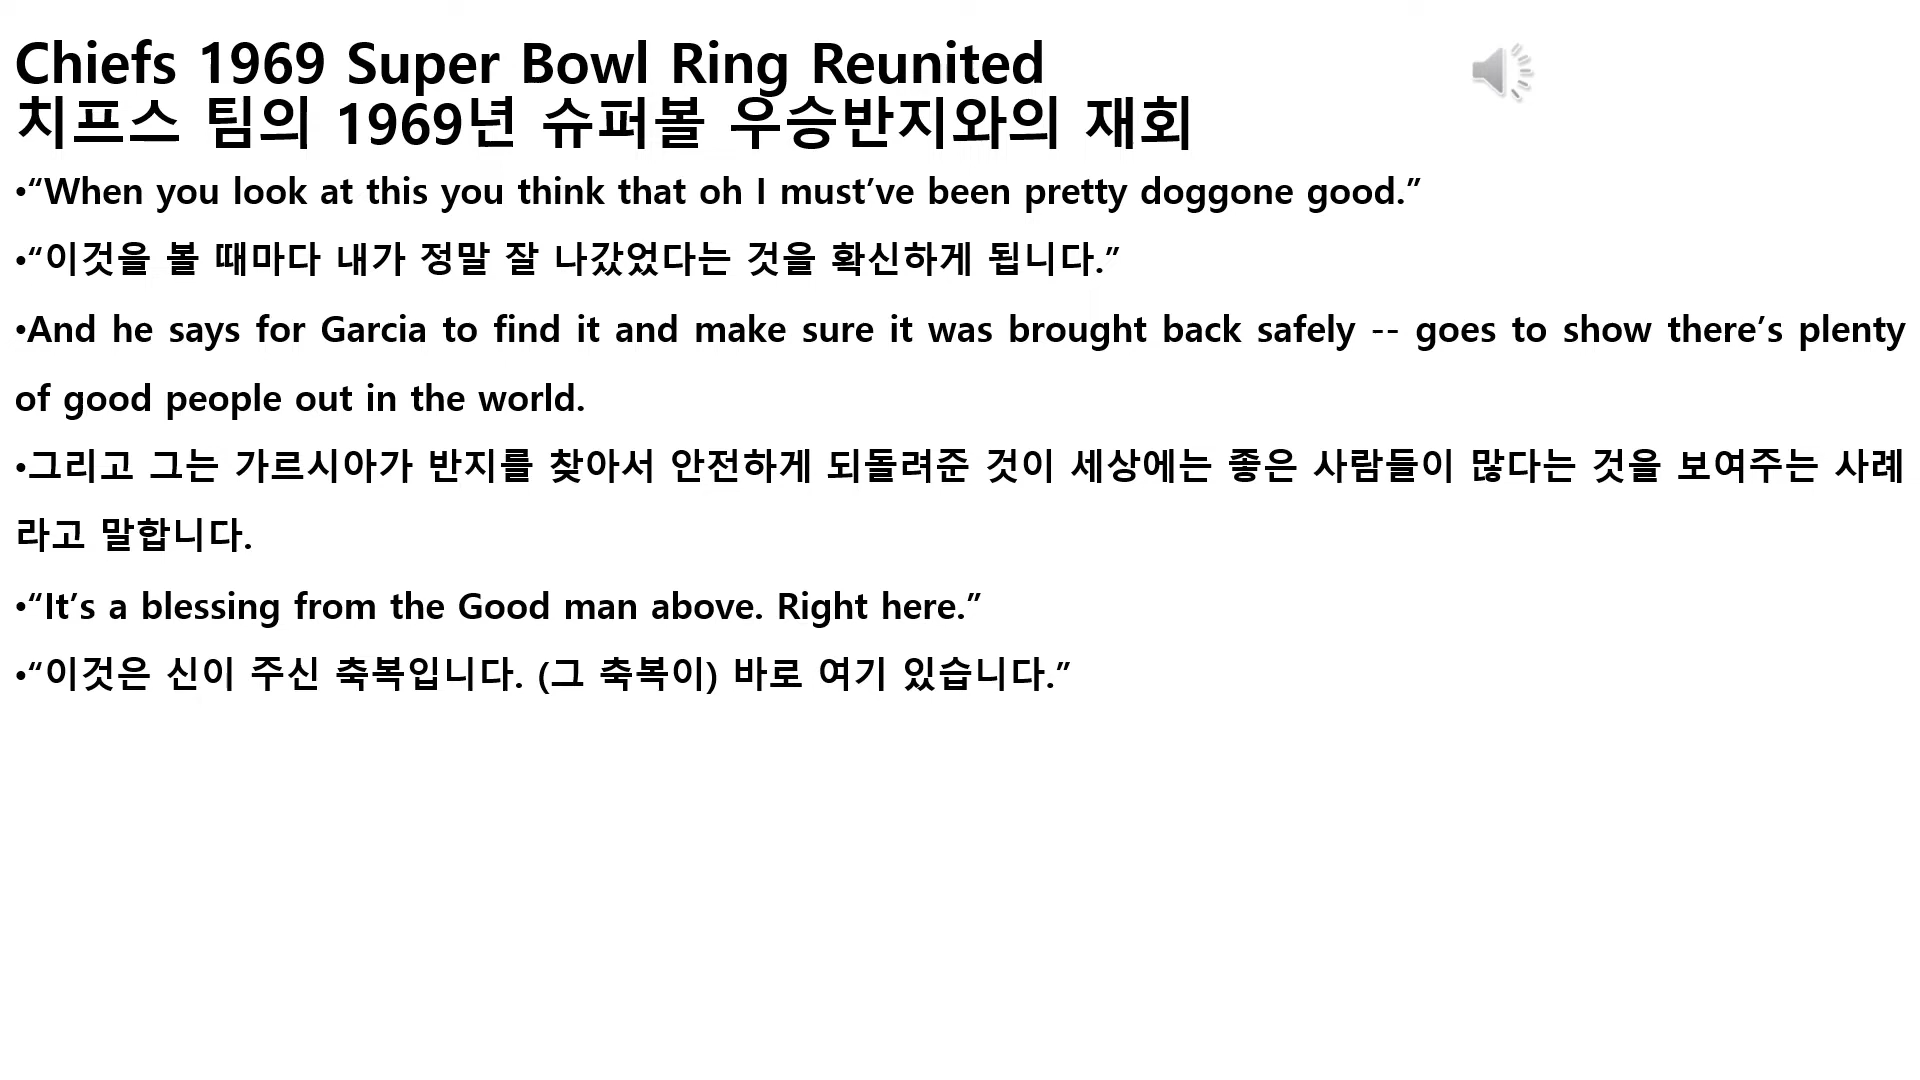 Chiefs 1969 Super Bowl Ring Reunited
치프스 팀의 1969년 슈퍼볼 우승반지와의 재회
•“When you look at this you think that oh I must’ve been pretty doggone good.”
•“이것을 볼 때마다 내가 정말 잘 나갔었다는 것을 확신하게 됩니다.”
•And he says for Garcia to find it and make sure it was brought back safely -- goes to show there’s plenty
of good people out in the world.
•그리고 그는 가르시아가 반지를 찾아서 안전하게 되돌려준 것이 세상에는 좋은 사람들이 많다는 것을 보여주는 사례
라고 말합니다.
•“It’s a blessing from the Good man above. Right here.”
•“이것은 신이 주신 축복입니다. (그 축복이) 바로 여기 있습니다.”